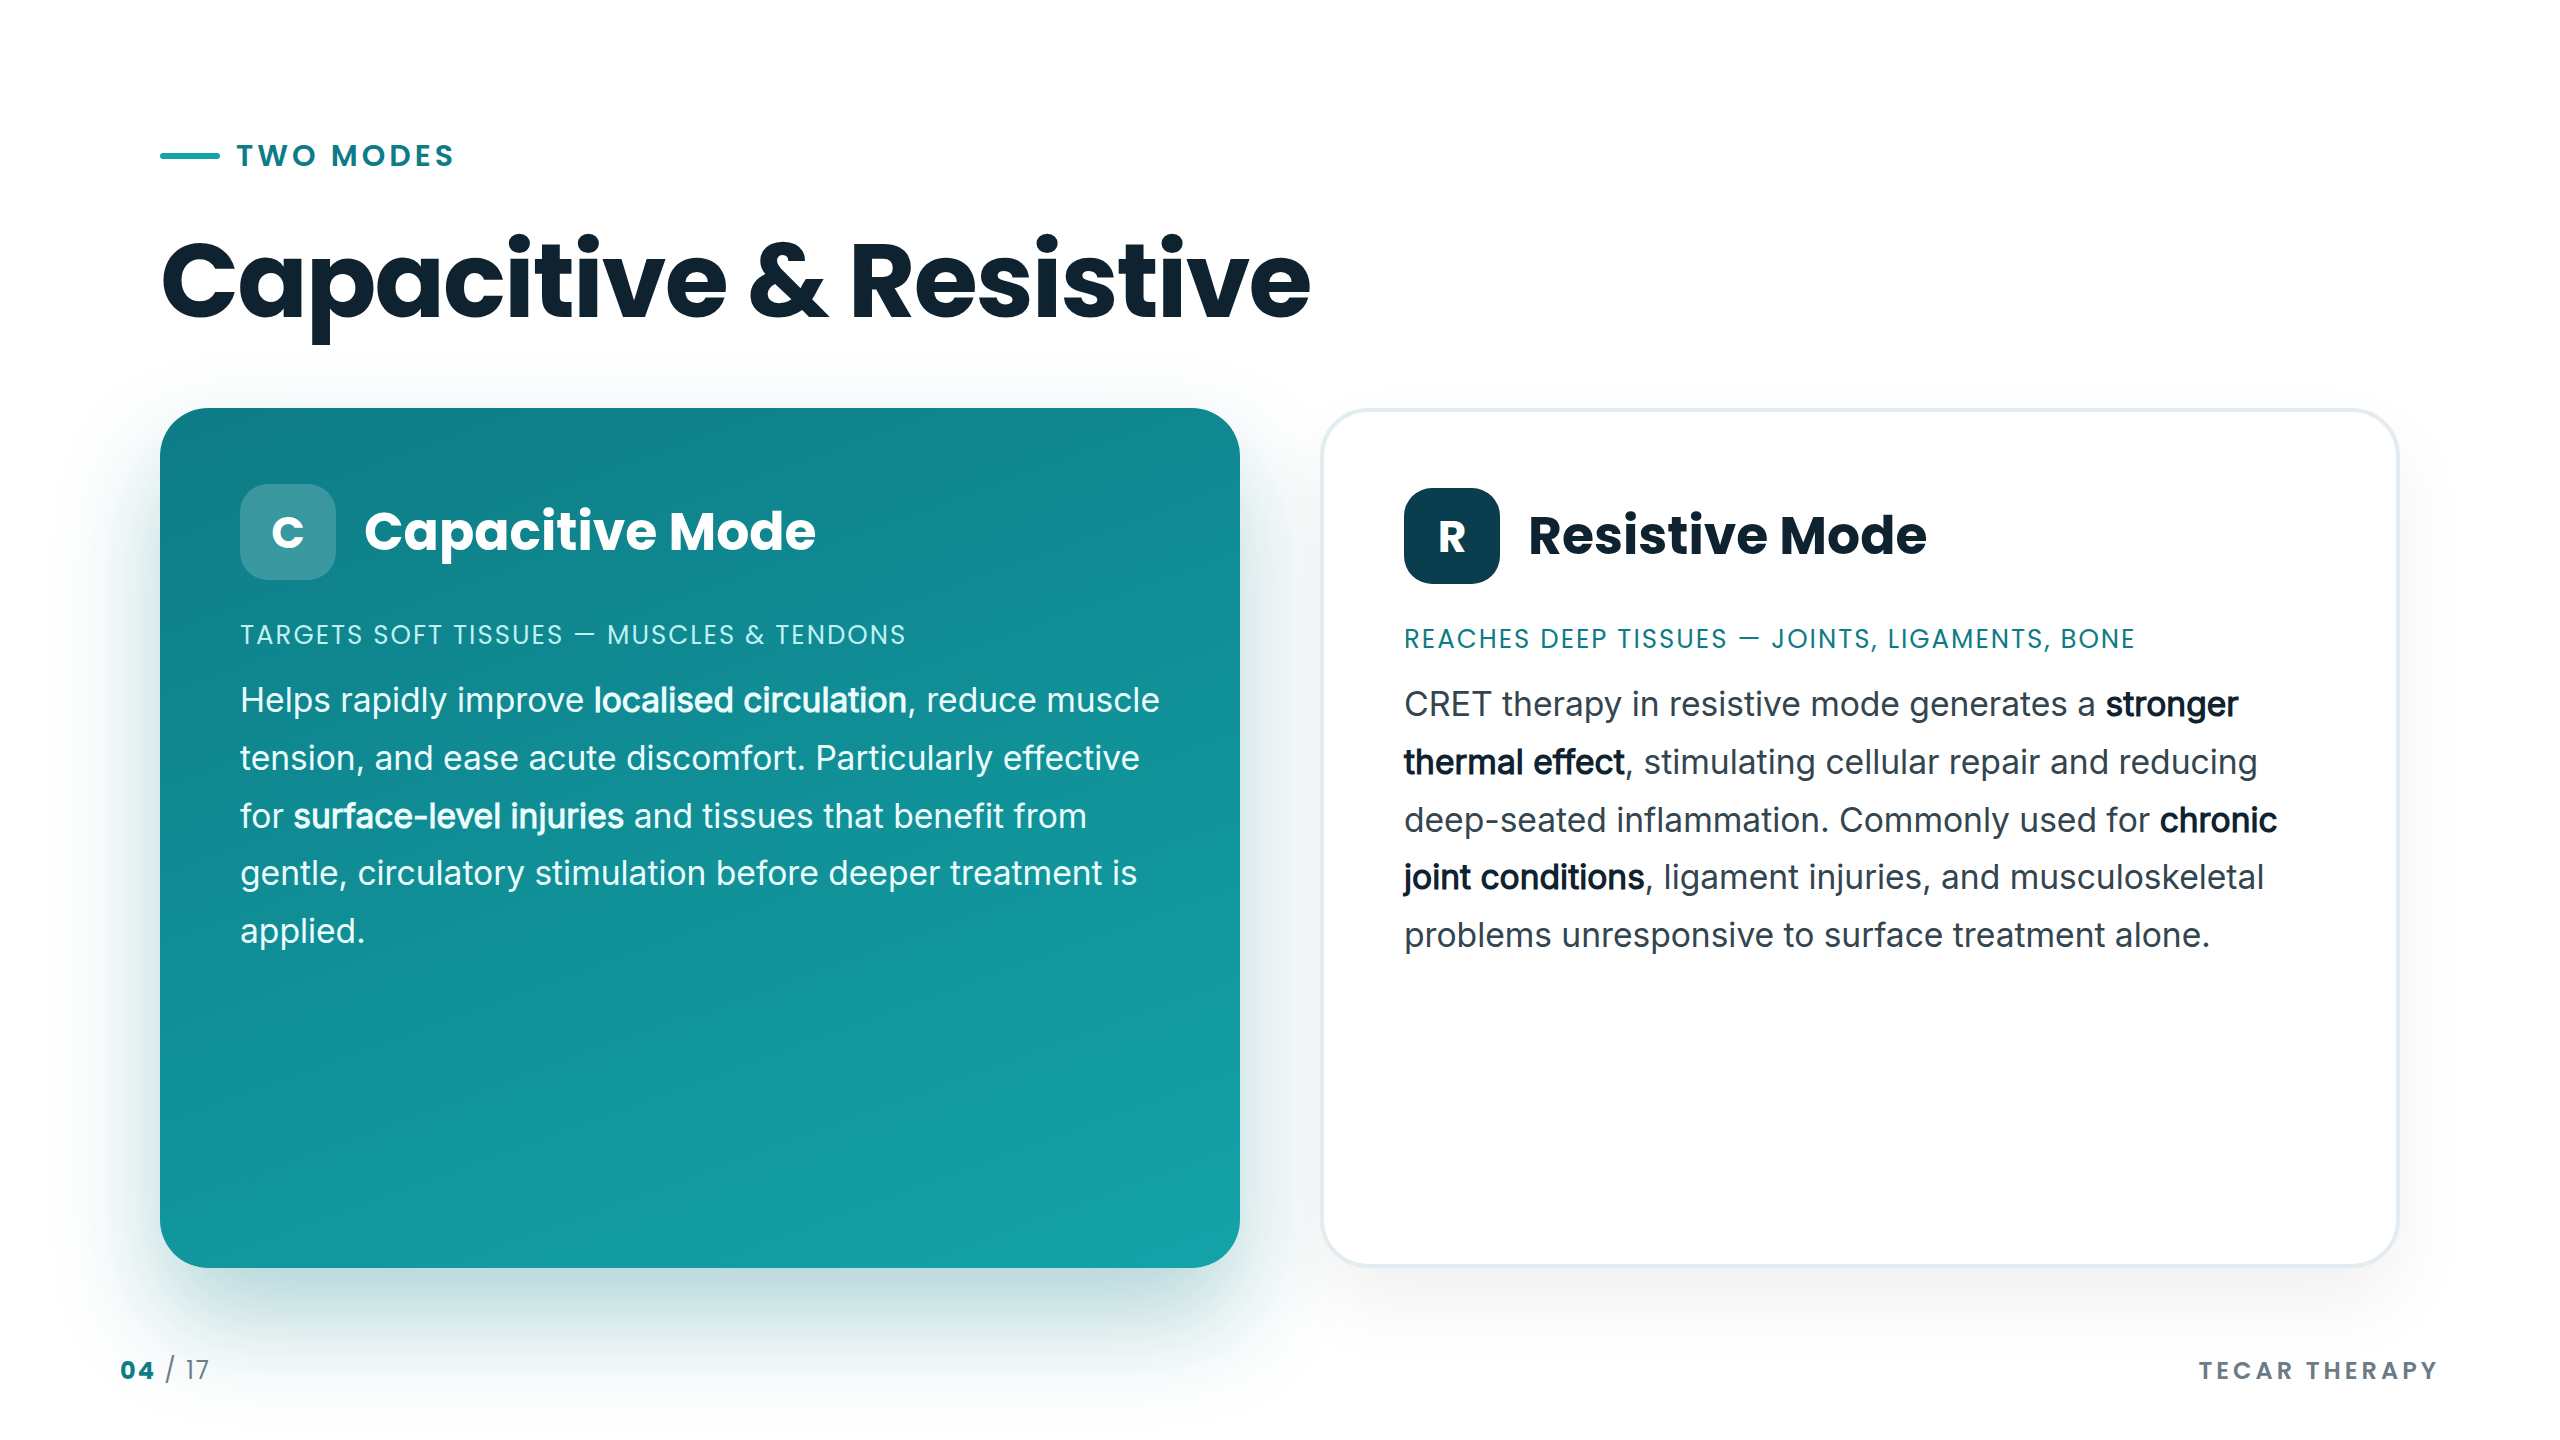 TWO MODES
Capacitive & Resistive
C
Capacitive Mode
TARGETS SOFT TISSUES — MUSCLES & TENDONS
Helps rapidly improve localised circulation, reduce muscle
tension, and ease acute discomfort. Particularly effective
for surface-level injuries and tissues that benefit from
gentle, circulatory stimulation before deeper treatment is
applied.
R
Resistive Mode
REACHES DEEP TISSUES — JOINTS, LIGAMENTS, BONE
CRET therapy in resistive mode generates a stronger
thermal effect, stimulating cellular repair and reducing
deep-seated inflammation. Commonly used for chronic
joint conditions, ligament injuries, and musculoskeletal
problems unresponsive to surface treatment alone.
04 / 17
TECAR THERAPY